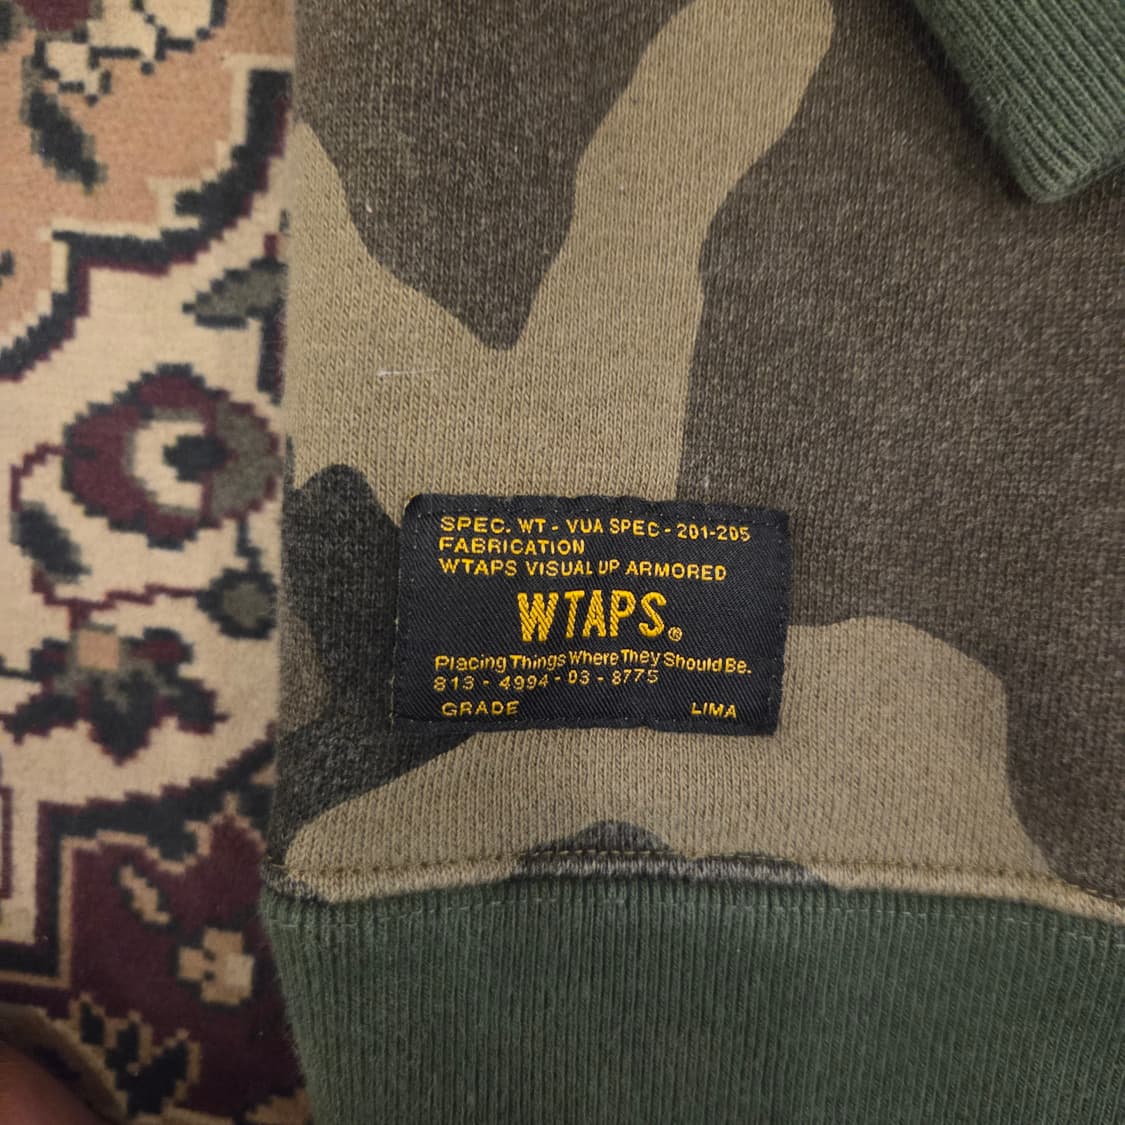 SPEC. WT - VUA SPEC - 201-205
FABRICATION
WTAPS VISUAL UP ARMORED
WTAPS®
Placing Things Where They Should Be.
813 - 4994 - 03 - 8775
GRADE LIMA